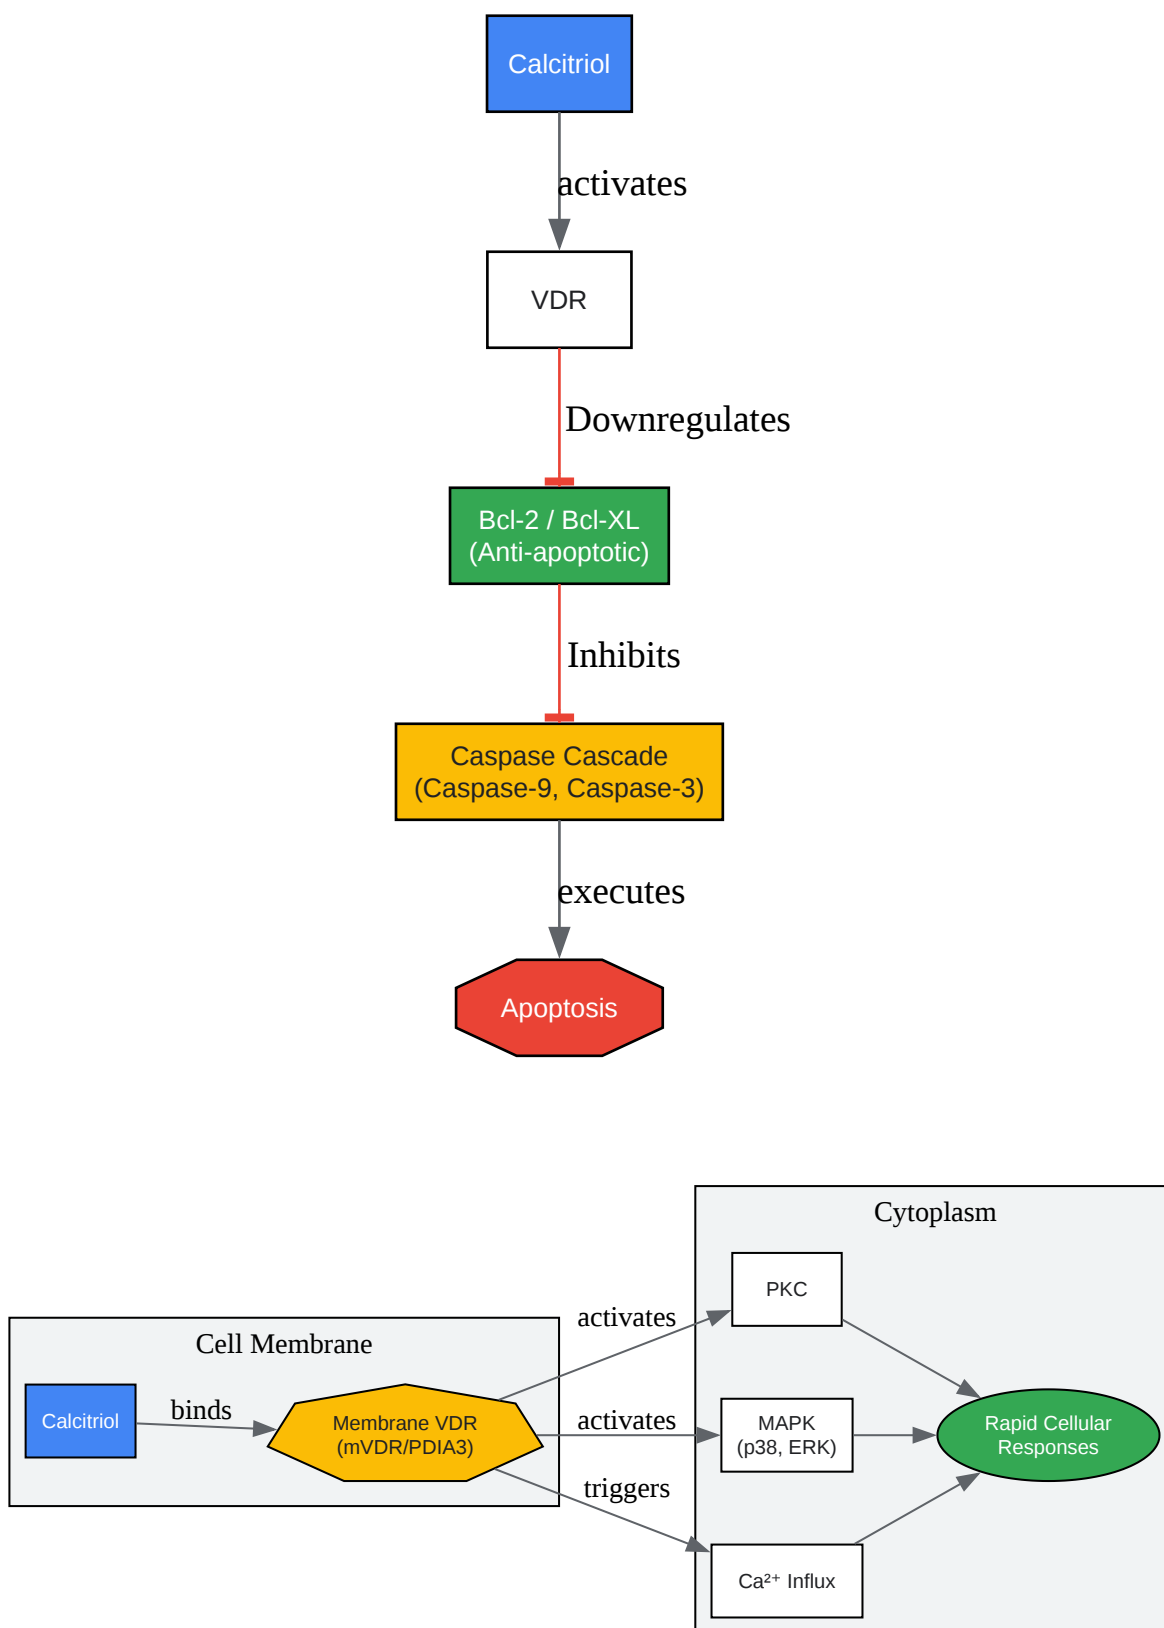 Calcitriol
activates
VDR
Downregulates
Bcl-2 / Bcl-XL
(Anti-apoptotic)
Inhibits
Caspase Cascade
(Caspase-9, Caspase-3)
executes
Apoptosis
Cell Membrane
Calcitriol
binds
Membrane VDR
(mVDR/PDIA3)
activates
activates
triggers
Cytoplasm
PKC
MAPK
(p38, ERK)
Ca²⁺ Influx
Rapid Cellular
Responses